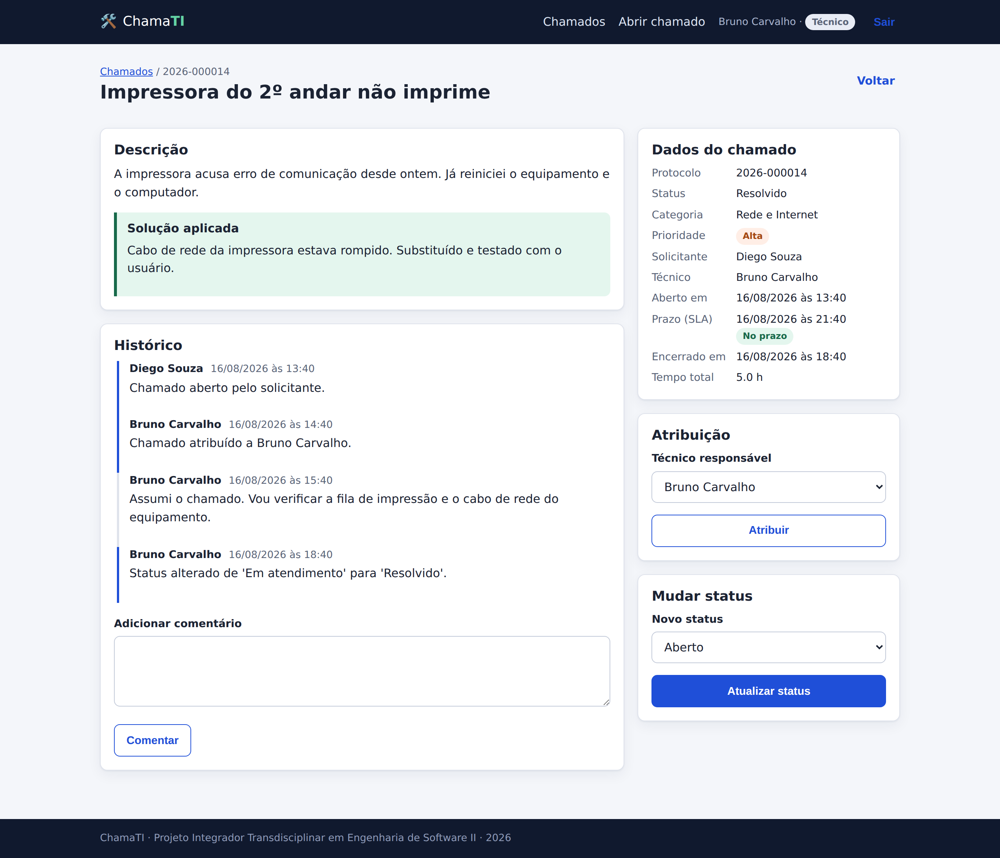 ChamaTI
Chamados Abrir chamado Bruno Carvalho · Técnico Sair
Chamados / 2026-000014
Impressora do 2º andar não imprime
Voltar
Descrição
A impressora acusa erro de comunicação desde ontem. Já reiniciei o equipamento e
o computador.
Solução aplicada
Cabo de rede da impressora estava rompido. Substituído e testado com o
usuário.
Histórico
Diego Souza 16/08/2026 às 13:40
Chamado aberto pelo solicitante.
Bruno Carvalho 16/08/2026 às 14:40
Chamado atribuído a Bruno Carvalho.
Bruno Carvalho 16/08/2026 às 15:40
Assumi o chamado. Vou verificar a fila de impressão e o cabo de rede do
equipamento.
Bruno Carvalho 16/08/2026 às 18:40
Status alterado de 'Em atendimento' para 'Resolvido'.
Adicionar comentário
Comentar
Dados do chamado
Protocolo 2026-000014
Status Resolvido
Categoria Rede e Internet
Prioridade Alta
Solicitante Diego Souza
Técnico Bruno Carvalho
Aberto em 16/08/2026 às 13:40
Prazo (SLA) 16/08/2026 às 21:40
No prazo
Encerrado em 16/08/2026 às 18:40
Tempo total 5.0 h
Atribuição
Técnico responsável
Bruno Carvalho
Atribuir
Mudar status
Novo status
Aberto
Atualizar status
ChamaTI · Projeto Integrador Transdisciplinar em Engenharia de Software II · 2026